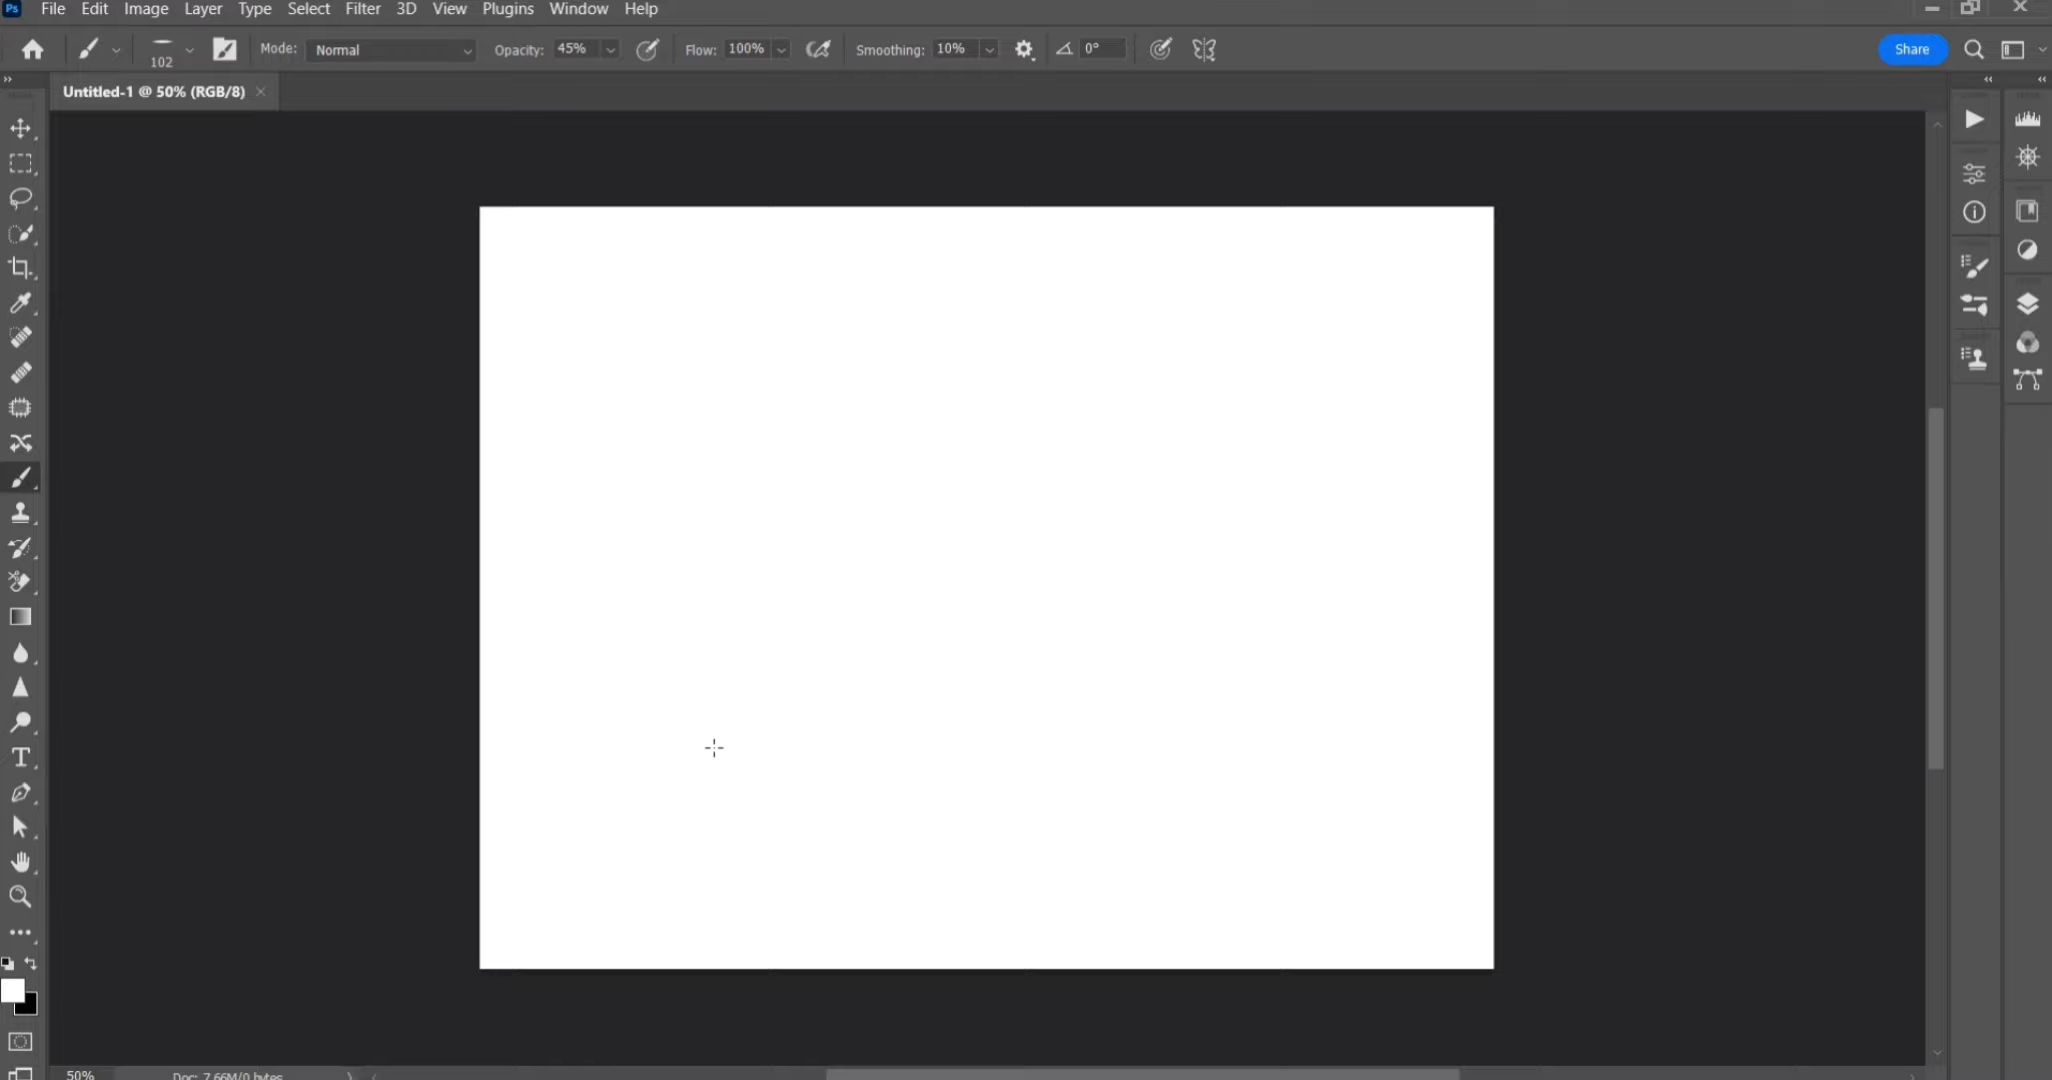 Ps File Edit Image Layer Type Select Filter 3D View Plugins Window Help
102 Mode: Normal Opacity: 45% Flow: 100% Smoothing: 10% 0° Share
Untitled-1 @ 50% (RGB/8)
50% Doc: 7.66M/0 bytes